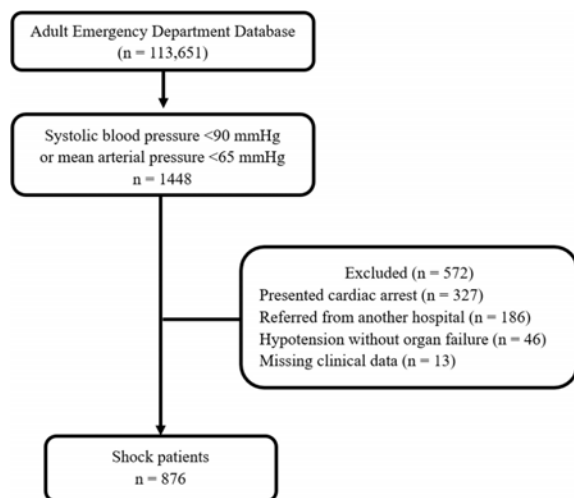 Adult Emergency Department Database
(n = 113,651)
Systolic blood pressure <90 mmHg
or mean arterial pressure <65 mmHg
n = 1448
Excluded (n = 572)
Presented cardiac arrest (n = 327)
Referred from another hospital (n = 186)
Hypotension without organ failure (n = 46)
Missing clinical data (n = 13)
Shock patients
n = 876